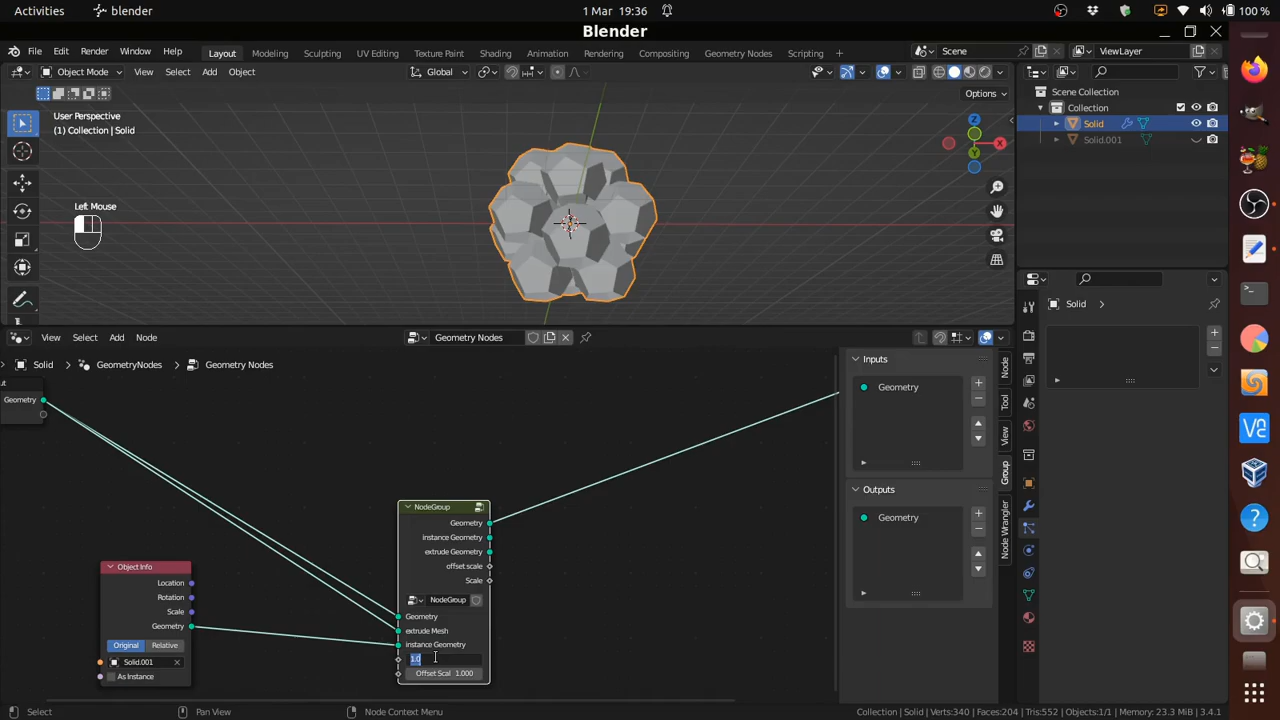 Activities
blender
1 Mar 19:36
100 %
Blender
File Edit Render Window Help
Layout Modeling Sculpting UV Editing Texture Paint Shading Animation Rendering Compositing Geometry Nodes Scripting +
Scene
ViewLayer
Object Mode View Select Add Object
Global
Options
User Perspective
(1) Collection | Solid
Left Mouse
Z
X
Y
Scene Collection
Collection
Solid
Solid.001
Solid
View Select Add Node
Geometry Nodes
Solid GeometryNodes Geometry Nodes
ut
Geometry
Object Info
Location
Rotation
Scale
Geometry
Original Relative
Solid.001
As Instance
NodeGroup
Geometry
instance Geometry
extrude Geometry
offset scale
Scale
NodeGroup
Geometry
extrude Mesh
instance Geometry
1.0
Offset Scal 1.000
Inputs
Geometry
Outputs
Geometry
Node
Tool
View
Group
Node Wrangler
Select
Pan View
Node Context Menu
Collection | Solid Verts:340 | Faces:204 | Tris:552 | Objects:1/1 | Memory: 23.3 MiB | 3.4.1